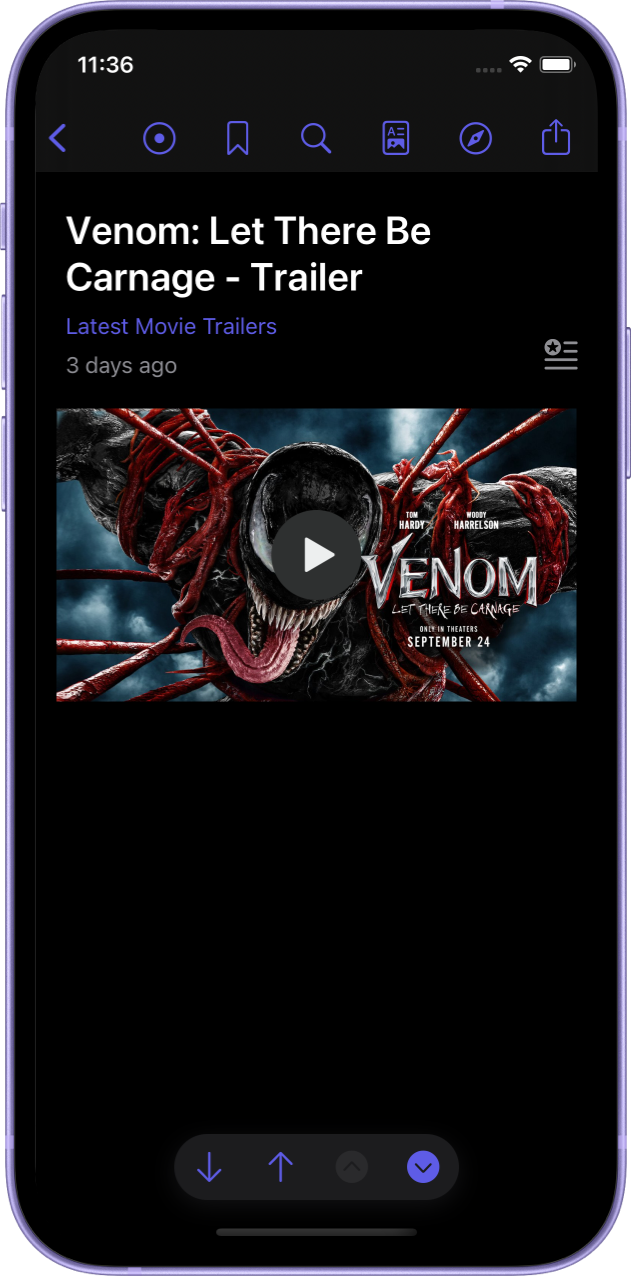 11:36
Venom: Let There Be
Carnage - Trailer
Latest Movie Trailers
3 days ago
TOM
HARDY
WOODY
HARRELSON
VENOM
LET THERE BE CARNAGE
ONLY IN THEATERS
SEPTEMBER 24